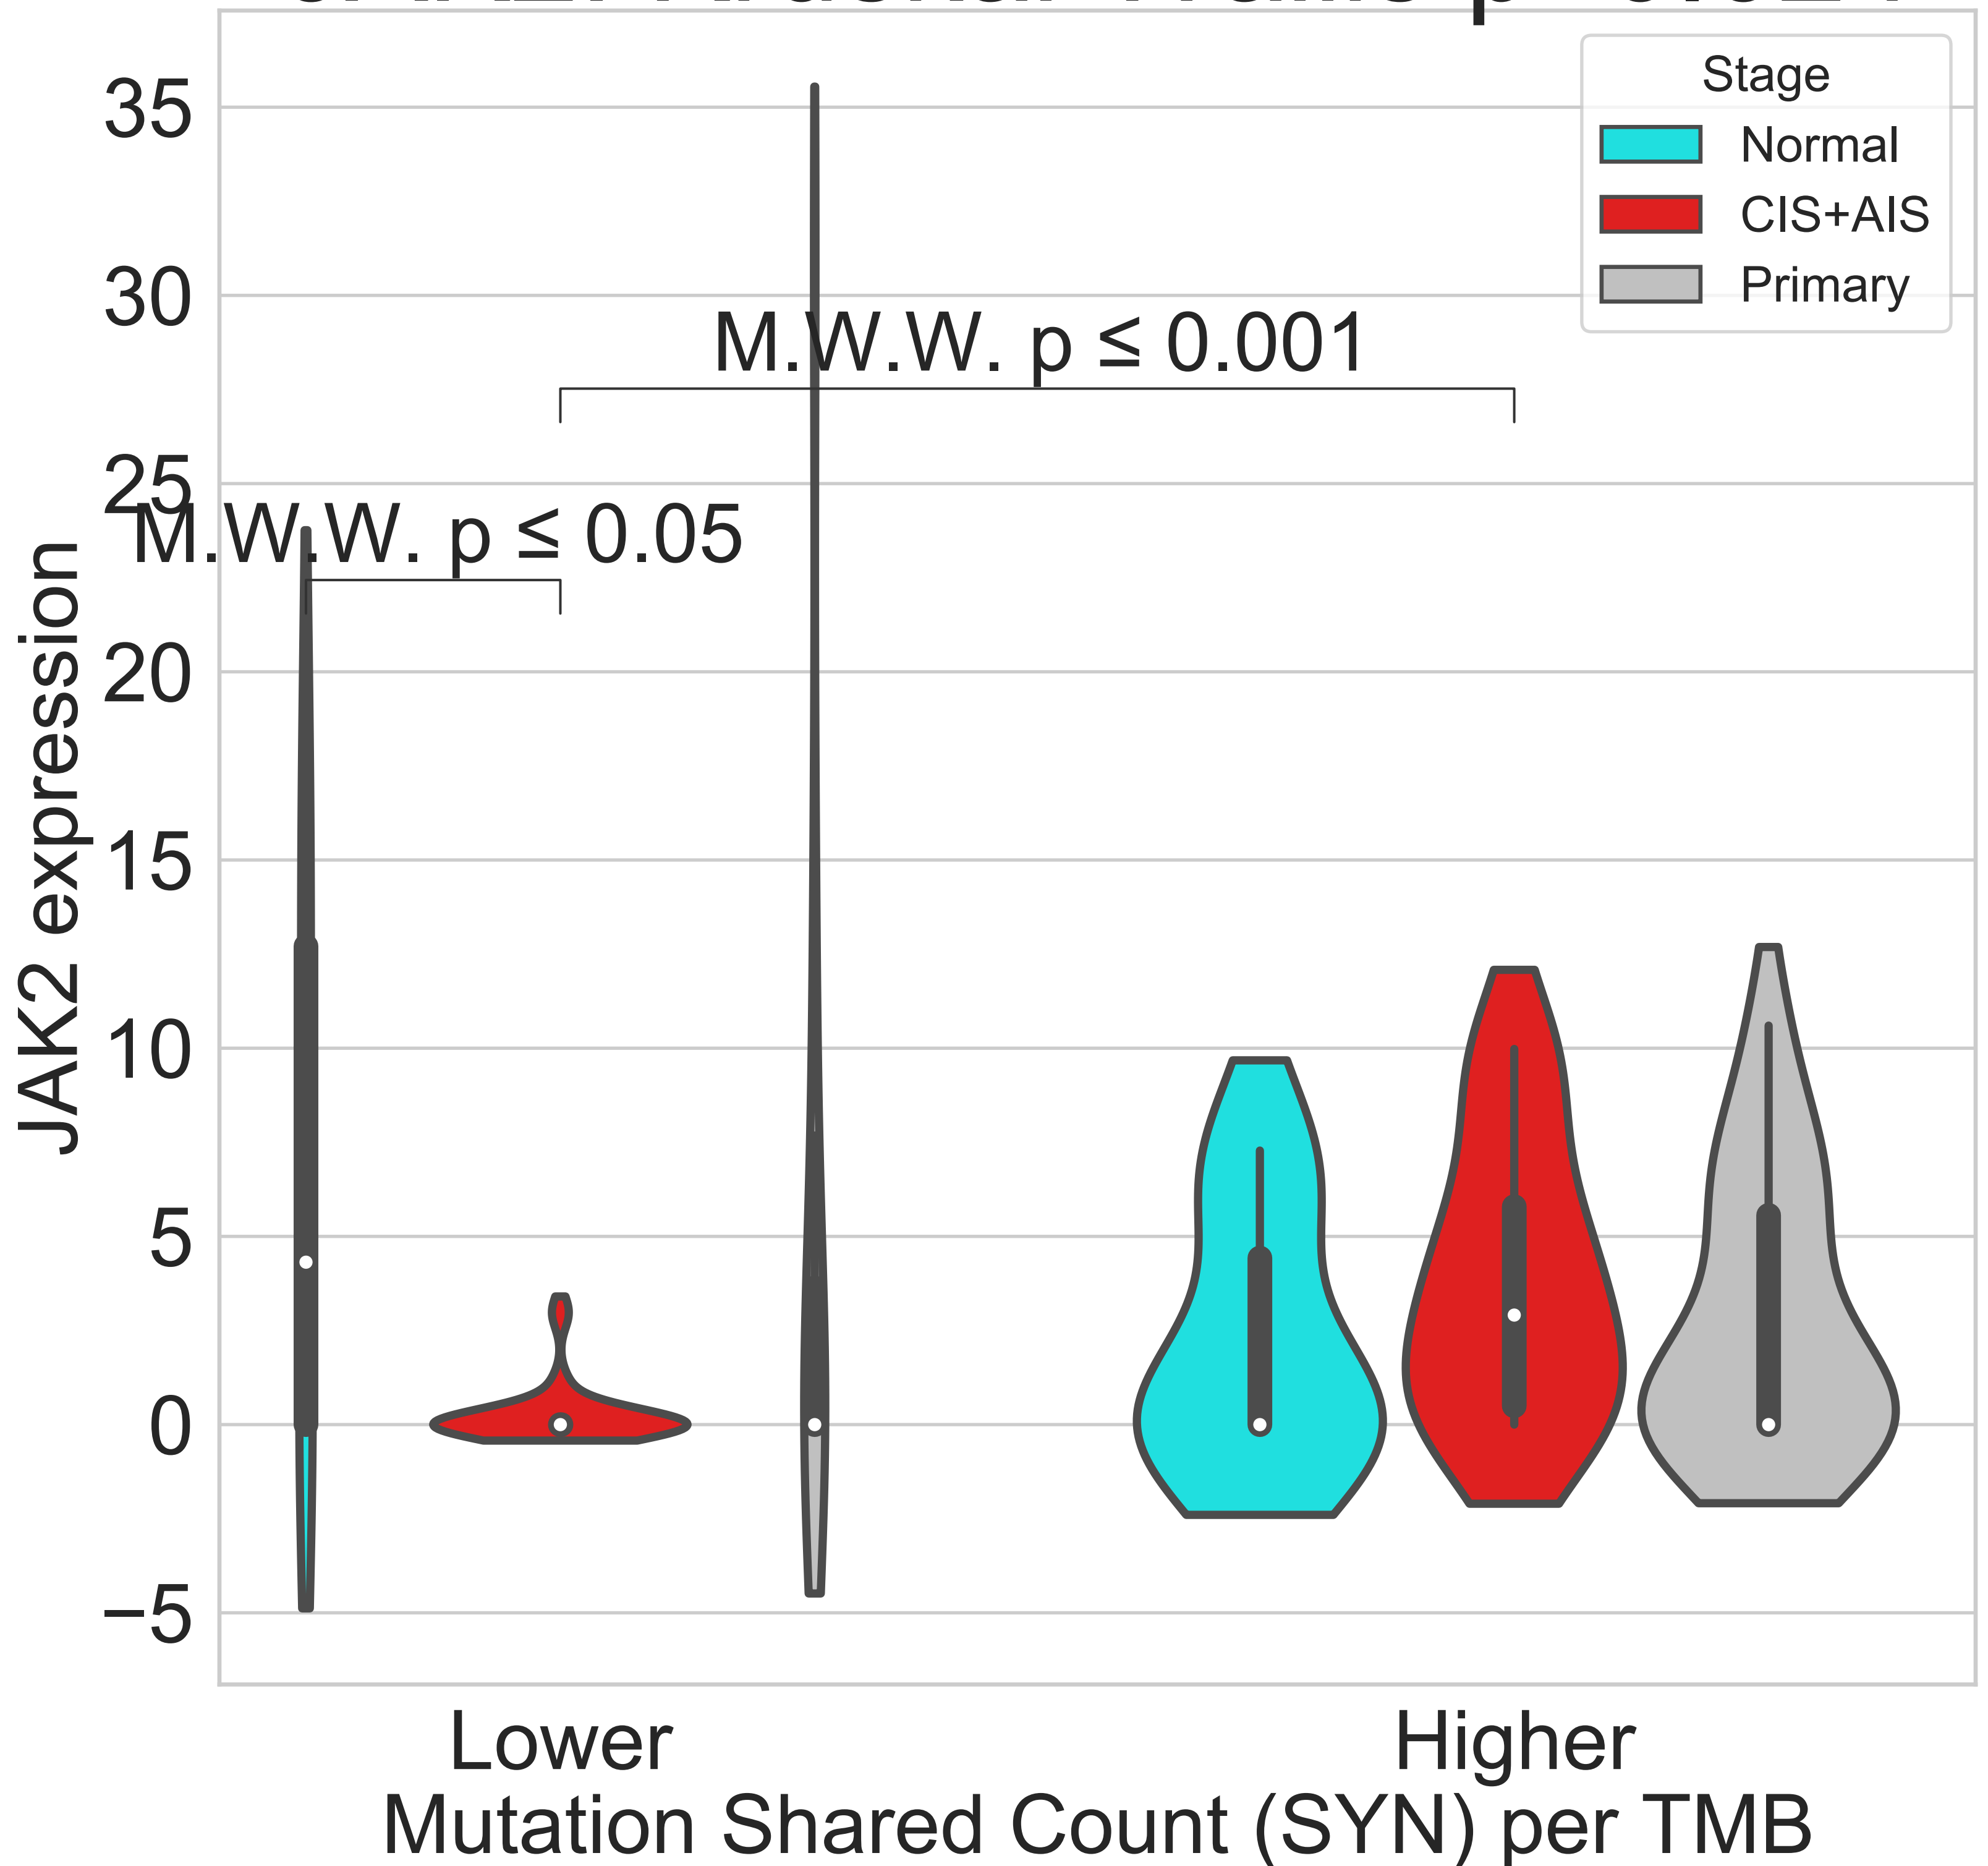 Stage
Normal
CIS+AIS
Primary
35
30
25
20
15
10
5
0
−5
M.W.W. p ≤ 0.001
M.W.W. p ≤ 0.05
JAK2 expression
Lower
Higher
Mutation Shared Count (SYN) per TMB